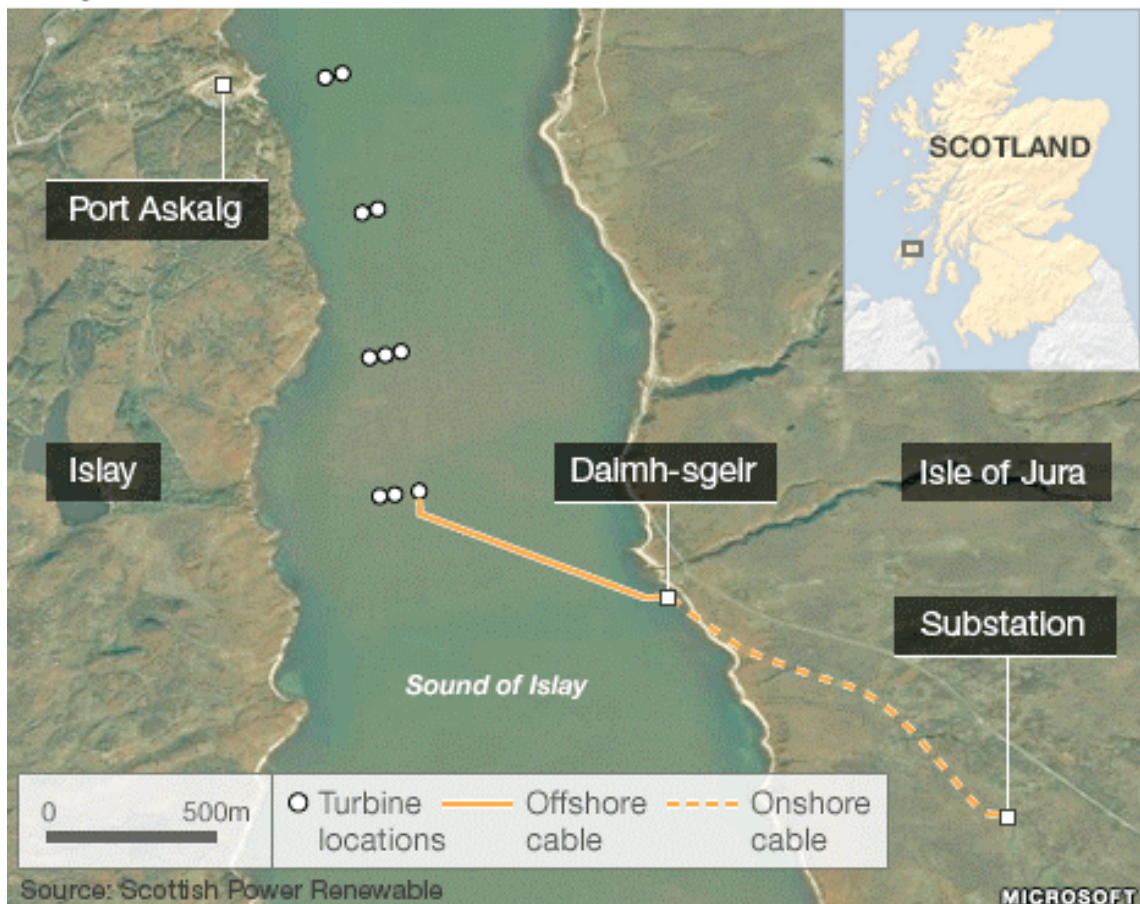 SCOTLAND
Port Askaig
Islay
Daimh-sgeir
Isle of Jura
Substation
Sound of Islay
0 500m
Turbine
locations
Offshore
cable
Onshore
cable
Source: Scottish Power Renewable
MICROSOFT